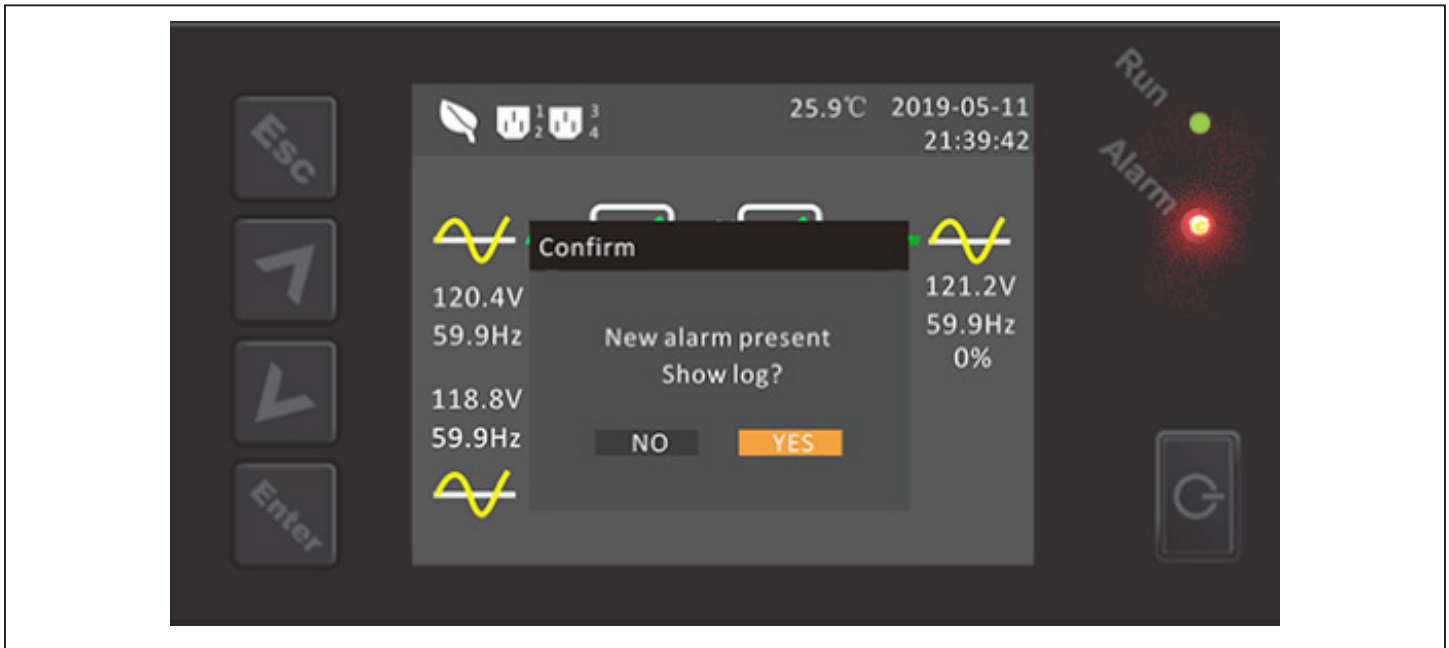 Esc
Enter
1
2
3
4
25.9℃ 2019-05-11
21:39:42
Run
Alarm
120.4V
59.9Hz
118.8V
59.9Hz
Confirm
New alarm present
Show log?
NO YES
121.2V
59.9Hz
0%